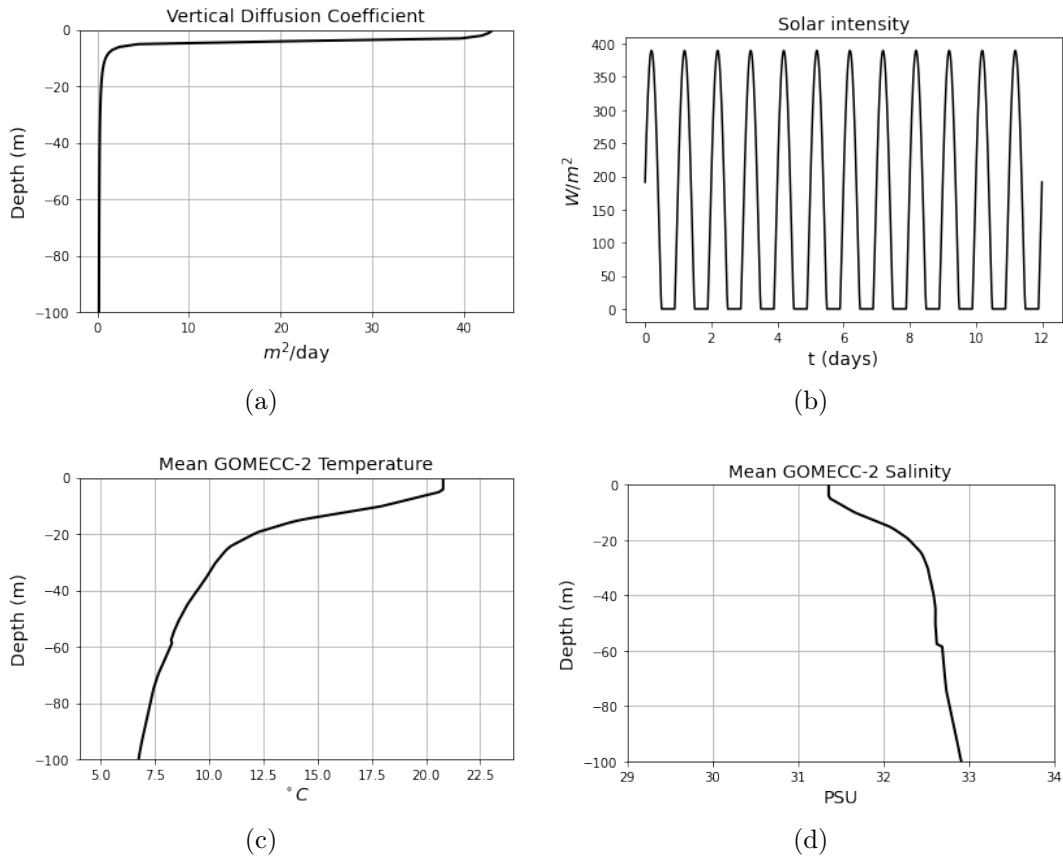 Vertical Diffusion Coefficient
0
−20
−40
−60
−80
−100
Depth (m)
0 10 20 30 40
m²/day
(a)
Solar intensity
400
350
300
250
200
150
100
50
0
W/m²
0 2 4 6 8 10 12
t (days)
(b)
Mean GOMECC-2 Temperature
0
−20
−40
−60
−80
−100
Depth (m)
5.0 7.5 10.0 12.5 15.0 17.5 20.0 22.5
°C
(c)
Mean GOMECC-2 Salinity
0
−20
−40
−60
−80
−100
Depth (m)
29 30 31 32 33 34
PSU
(d)